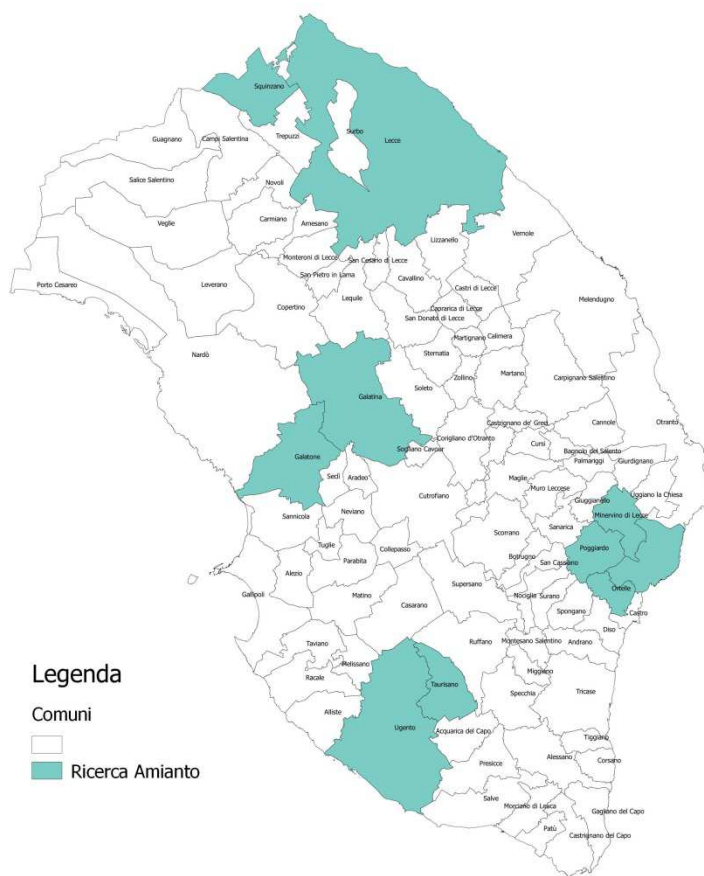 Squinzano
Lecce
Surbo
Trepuzzi
Campi Salentina
Guagnano
Salice Salentino
Novoli
Veglie
Carmiano
Arnesano
Lizzanello
Vernole
Monteroni di Lecce
San Cesario di Lecce
San Pietro in Lama
Cavallino
Castri di Lecce
Porto Cesareo
Leverano
Copertino
Lequile
Caprarica di Lecce
San Donato di Lecce
Melendugno
Martignano
Calimera
Nardò
Sternatia
Zollino
Martano
Carpignano Salentino
Soleto
Galatina
Castrignano de' Greci
Cannole
Otranto
Galatone
Sogliano Cavour
Corigliano d'Otranto
Cursi
Bagnolo del Salento
Palmariggi
Giurdignano
Seclì
Aradeo
Cutrofiano
Maglie
Muro Leccese
Giuggianello
Uggiano la Chiesa
Sannicola
Neviano
Scorrano
Sanarica
Minervino di Lecce
Tuglie
Collepasso
Botrugno
Poggiardo
Alezio
Parabita
San Cassiano
Gallipoli
Matino
Supersano
Nociglia
Surano
Ortelle
Casarano
Spongano
Castro
Diso
Taviano
Melissano
Ruffano
Montesano Salentino
Andrano
Racale
Taurisano
Miggiano
Specchia
Tricase
Alliste
Ugento
Acquarica del Capo
Tiggiano
Presicce
Alessano
Corsano
Salve
Morciano di Leuca
Gagliano del Capo
Patù
Castrignano del Capo
Legenda
Comuni
Ricerca Amianto